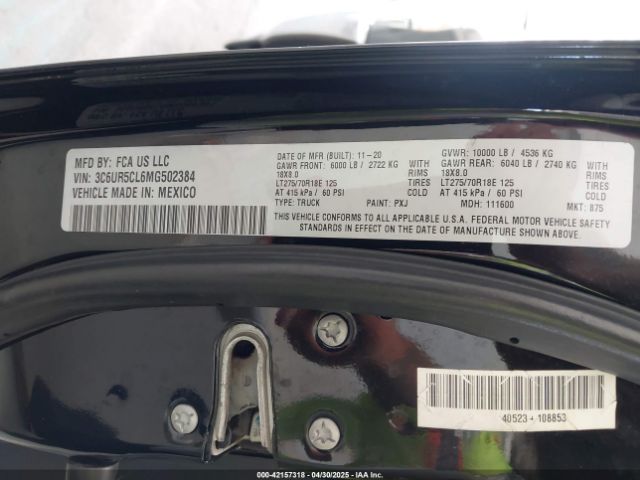 MFD BY: FCA US LLC
VIN: 3C6UR5CL6MG502384
VEHICLE MADE IN: MEXICO
DATE OF MFR (BUILT): 11-20 GVWR: 10000 LB / 4536 KG
GAWR FRONT: 6000 LB / 2722 KG GAWR REAR: 6040 LB / 2740 KG
18X8.0 RIMS 18X8.0 RIMS
LT275/70R18E 125 TIRES LT275/70R18E 125 TIRES
AT 415 kPa / 60 PSI COLD AT 415 kPa / 60 PSI COLD
TYPE: TRUCK PAINT: PXJ MDH: 111600 MKT: 875
THIS VEHICLE CONFORMS TO ALL APPLICABLE U.S.A. FEDERAL MOTOR VEHICLE SAFETY
STANDARDS IN EFFECT ON THE DATE OF MANUFACTURE SHOWN ABOVE.
40523-108853
000-42157318 - 04/30/2025 - IAAI.COM